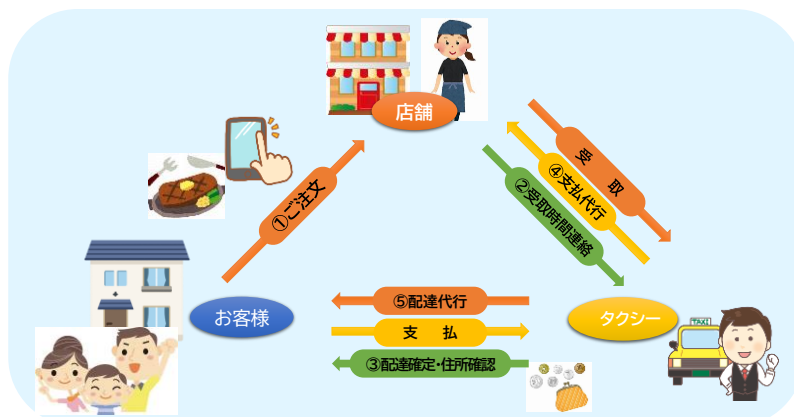 店舗
受　取
④支払代行
②受取時間連絡
①ご注文
お客様
⑤配達代行
支　払
③配達確定・住所確認
タクシー
TAXI